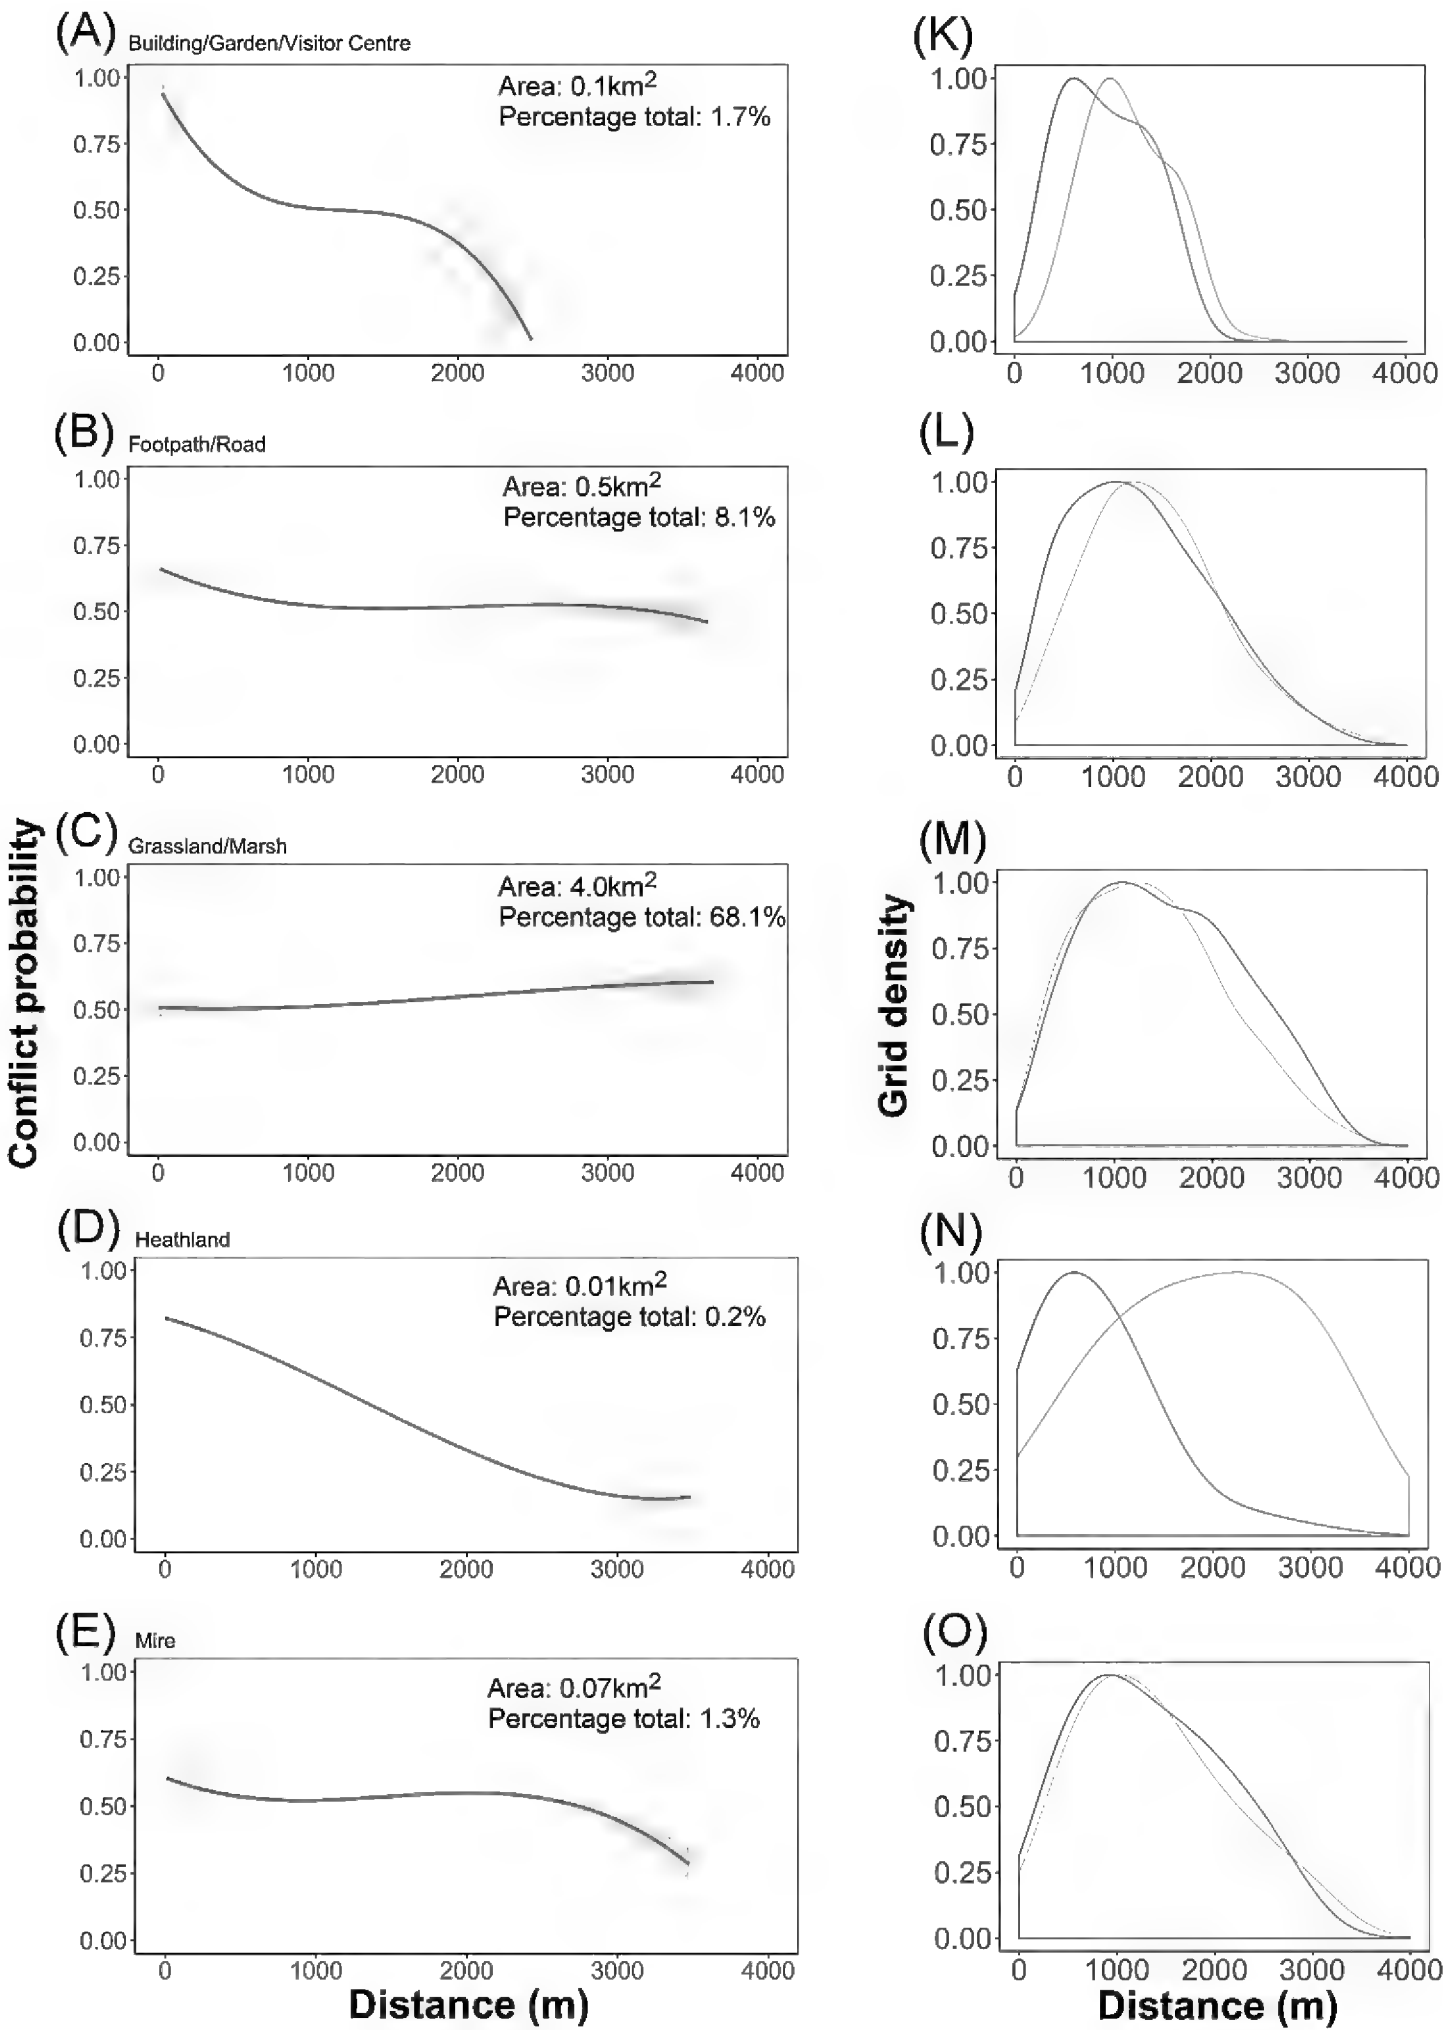 (A) Building/Garden/Visitor Centre
Area: 0.1km2
Percentage total: 1.7%
1.00
0.75
0.50
0.25
0.00
0 1000 2000 3000 4000
(K)
1.00
0.75
0.50
0.25
0.00
0 1000 2000 3000 4000
(B) Footpath/Road
Area: 0.5km2
Percentage total: 8.1%
1.00
0.75
0.50
0.25
0.00
0 1000 2000 3000 4000
(L)
1.00
0.75
0.50
0.25
0.00
0 1000 2000 3000 4000
Conflict probability
(C) Grassland/Marsh
Area: 4.0km2
Percentage total: 68.1%
1.00
0.75
0.50
0.25
0.00
0 1000 2000 3000 4000
Grid density
(M)
1.00
0.75
0.50
0.25
0.00
0 1000 2000 3000 4000
(D) Heathland
Area: 0.01km2
Percentage total: 0.2%
1.00
0.75
0.50
0.25
0.00
0 1000 2000 3000 4000
(N)
1.00
0.75
0.50
0.25
0.00
0 1000 2000 3000 4000
(E) Mire
Area: 0.07km2
Percentage total: 1.3%
1.00
0.75
0.50
0.25
0.00
0 1000 2000 3000 4000
Distance (m)
(O)
1.00
0.75
0.50
0.25
0.00
0 1000 2000 3000 4000
Distance (m)